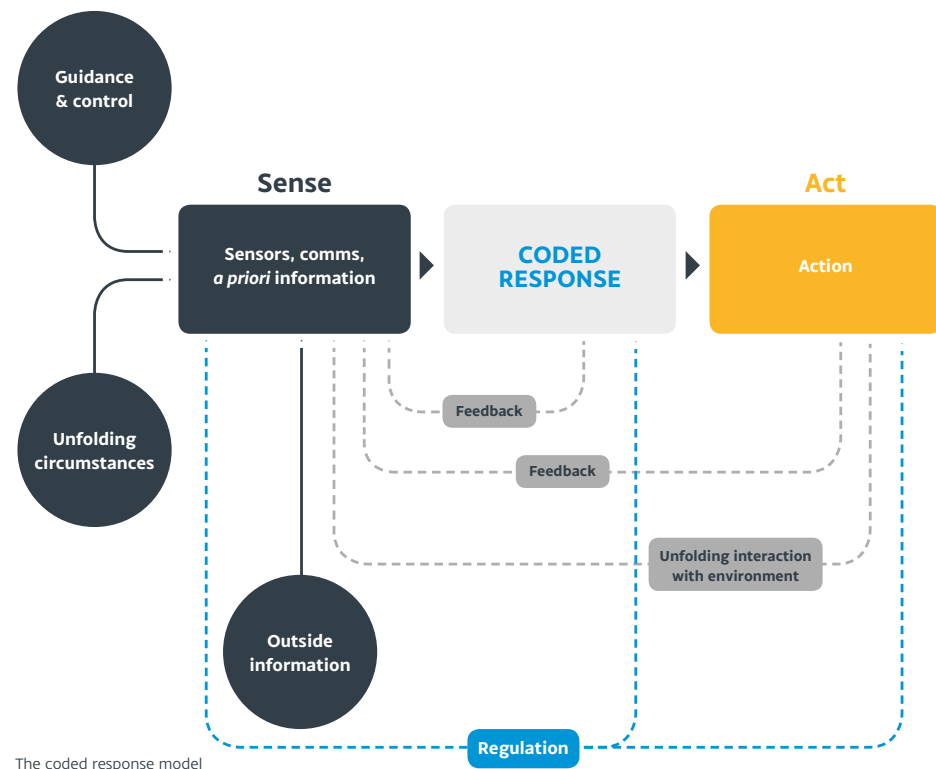 Guidance
& control
Sense
Act
Sensors, comms,
a priori information
CODED
RESPONSE
Action
Feedback
Unfolding
circumstances
Feedback
Unfolding interaction
with environment
Outside
information
Regulation
The coded response model